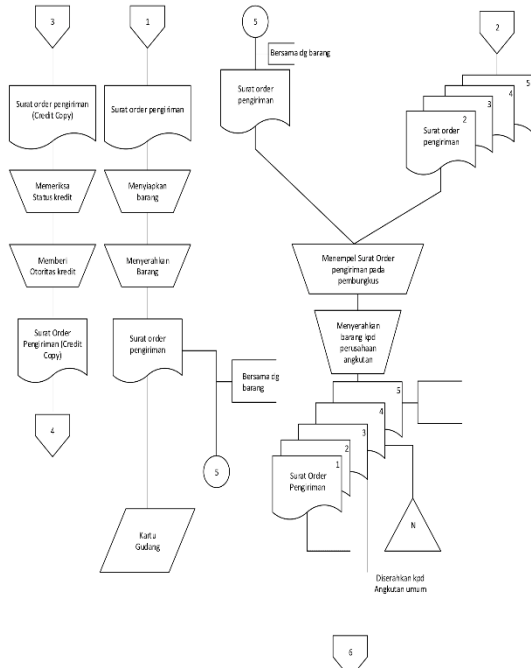 3
Surat order pengiriman
(Credit Copy)
Memeriksa
Status kredit
Memberi
Otoritas kredit
Surat Order
Pengiriman (Credit
Copy)
4
1
Surat order pengiriman
Menyiapkan
barang
Menyerahkan
Barang
Surat order
pengiriman
Bersama dg
barang
5
Kartu
Gudang
5
Bersama dg barang
Surat order
pengiriman
2
5
4
3
2
Surat order
pengiriman
Menempel Surat Order
pengiriman pada
pembungkus
Menyerahkan
barang kpd
perusahaan
angkutan
5
4
3
2
1
Surat Order
Pengiriman
N
Diserahkan kpd
Angkutan umum
6